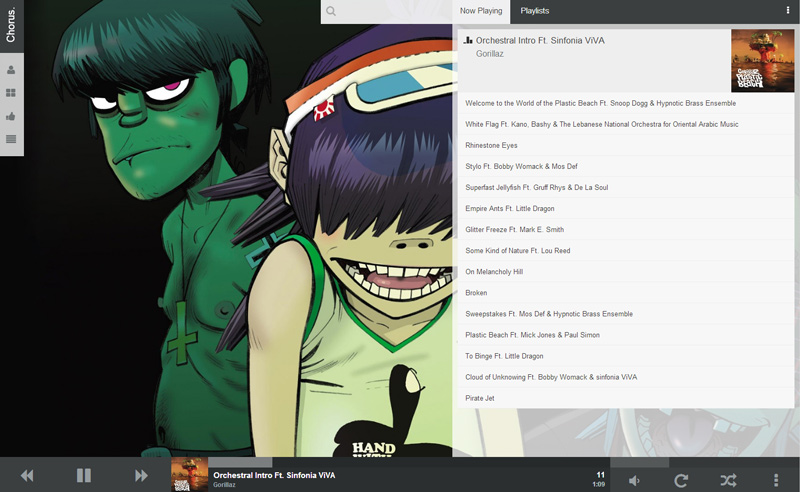 Chorus.
Now Playing
Playlists
Orchestral Intro Ft. Sinfonia ViVA
Gorillaz
Welcome to the World of the Plastic Beach Ft. Snoop Dogg & Hypnotic Brass Ensemble
White Flag Ft. Kano, Bashy & The Lebanese National Orchestra for Oriental Arabic Music
Rhinestone Eyes
Stylo Ft. Bobby Womack & Mos Def
Superfast Jellyfish Ft. Gruff Rhys & De La Soul
Empire Ants Ft. Little Dragon
Glitter Freeze Ft. Mark E. Smith
Some Kind of Nature Ft. Lou Reed
On Melancholy Hill
Broken
Sweepstakes Ft. Mos Def & Hypnotic Brass Ensemble
Plastic Beach Ft. Mick Jones & Paul Simon
To Binge Ft. Little Dragon
Cloud of Unknowing Ft. Bobby Womack & sinfonia ViVA
Pirate Jet
HAND
Orchestral Intro Ft. Sinfonia ViVA
Gorillaz
11
1:09